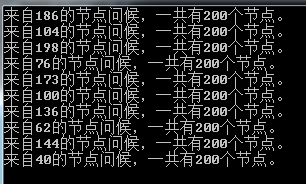 来自186的节点问候，一共有200个节点。
来自104的节点问候，一共有200个节点。
来自198的节点问候，一共有200个节点。
来自76的节点问候，一共有200个节点。
来自173的节点问候，一共有200个节点。
来自100的节点问候，一共有200个节点。
来自136的节点问候，一共有200个节点。
来自62的节点问候，一共有200个节点。
来自144的节点问候，一共有200个节点。
来自40的节点问候，一共有200个节点。